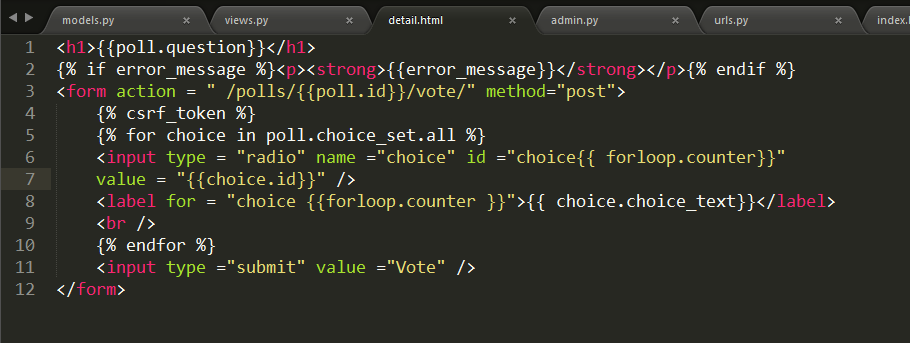 models.py × views.py × detail.html × admin.py × urls.py × index.
1 <h1>{{poll.question}}</h1>
2 {% if error_message %}<p><strong>{{error_message}}</strong></p>{% endif %}
3 <form action = " /polls/{{poll.id}}/vote/" method="post">
4 {% csrf_token %}
5 {% for choice in poll.choice_set.all %}
6 <input type = "radio" name ="choice" id ="choice{{ forloop.counter}}"
7 value = "{{choice.id}}" />
8 <label for = "choice {{forloop.counter }}">{{ choice.choice_text}}</label>
9 <br />
10 {% endfor %}
11 <input type ="submit" value ="Vote" />
12 </form>